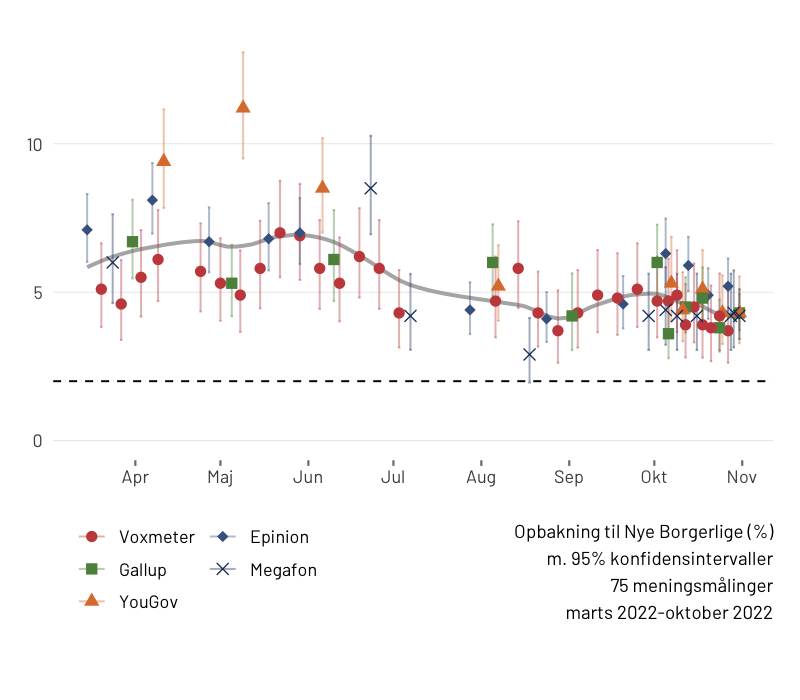 10
5
0
Apr Maj Jun Jul Aug Sep Okt Nov
Voxmeter Epinion
Gallup Megafon
YouGov
Opbakning til Nye Borgerlige (%)
m. 95% konfidensintervaller
75 meningsmålinger
marts 2022-oktober 2022